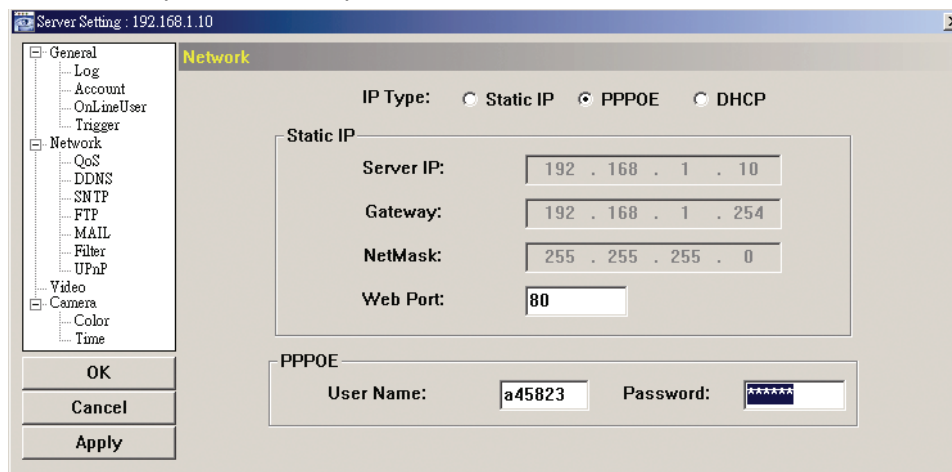 Server Setting : 192.168.1.10
General
Log
Account
OnLineUser
Trigger
Network
QoS
DDNS
SNTP
FTP
MAIL
Filter
UPnP
Video
Camera
Color
Time
OK
Cancel
Apply
Network
IP Type: Static IP PPPOE DHCP
Static IP
Server IP: 192 . 168 . 1 . 10
Gateway: 192 . 168 . 1 . 254
NetMask: 255 . 255 . 255 . 0
Web Port: 80
PPPOE
User Name: a45823 Password: ******